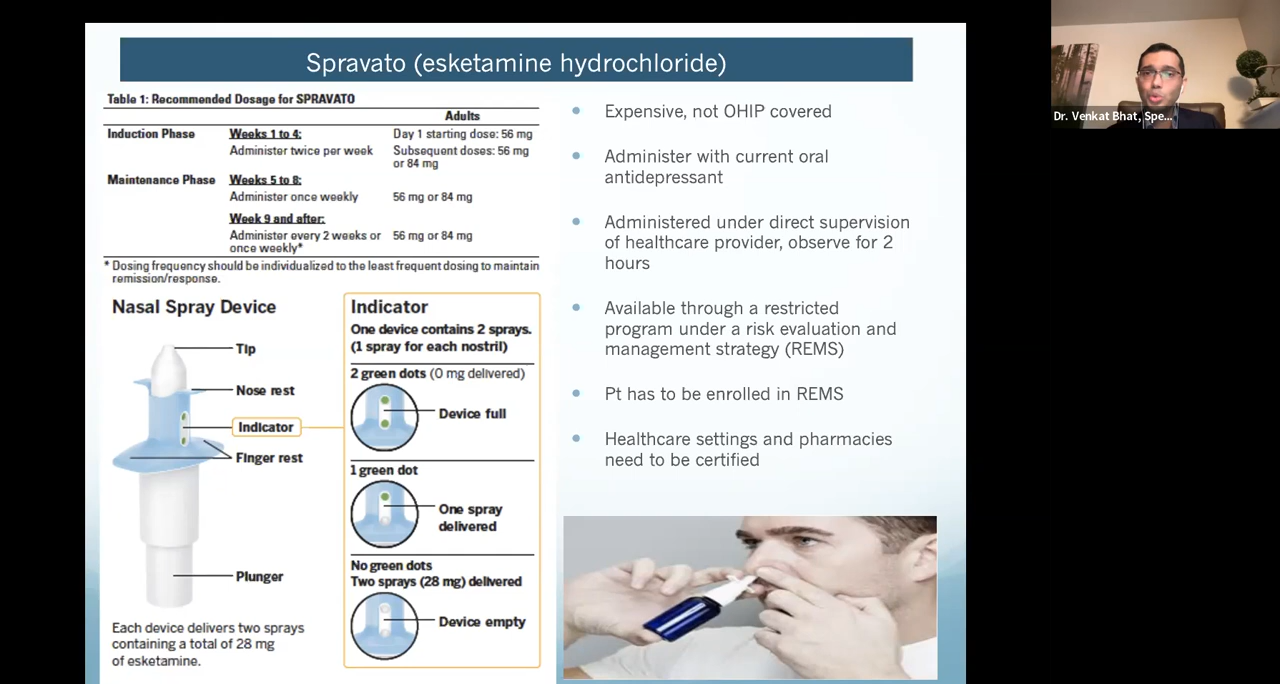 Spravato (esketamine hydrochloride)
Table 1: Recommended Dosage for SPRAVATO
Adults
Induction Phase Weeks 1 to 4: Day 1 starting dose: 56 mg
Administer twice per week Subsequent doses: 56 mg
or 84 mg
Maintenance Phase Weeks 5 to 8:
Administer once weekly 56 mg or 84 mg
Week 9 and after:
Administer every 2 weeks or 56 mg or 84 mg
once weekly*
* Dosing frequency should be individualized to the least frequent dosing to maintain
remission/response.
Nasal Spray Device
Tip
Nose rest
Indicator
Finger rest
Plunger
Each device delivers two sprays
containing a total of 28 mg
of esketamine.
Indicator
One device contains 2 sprays.
(1 spray for each nostril)
2 green dots (0 mg delivered)
Device full
1 green dot
One spray
delivered
No green dots
Two sprays (28 mg) delivered
Device empty
• Expensive, not OHIP covered
• Administer with current oral
antidepressant
• Administered under direct supervision
of healthcare provider, observe for 2
hours
• Available through a restricted
program under a risk evaluation and
management strategy (REMS)
• Pt has to be enrolled in REMS
• Healthcare settings and pharmacies
need to be certified
Dr. Venkat Bhat, Spe...